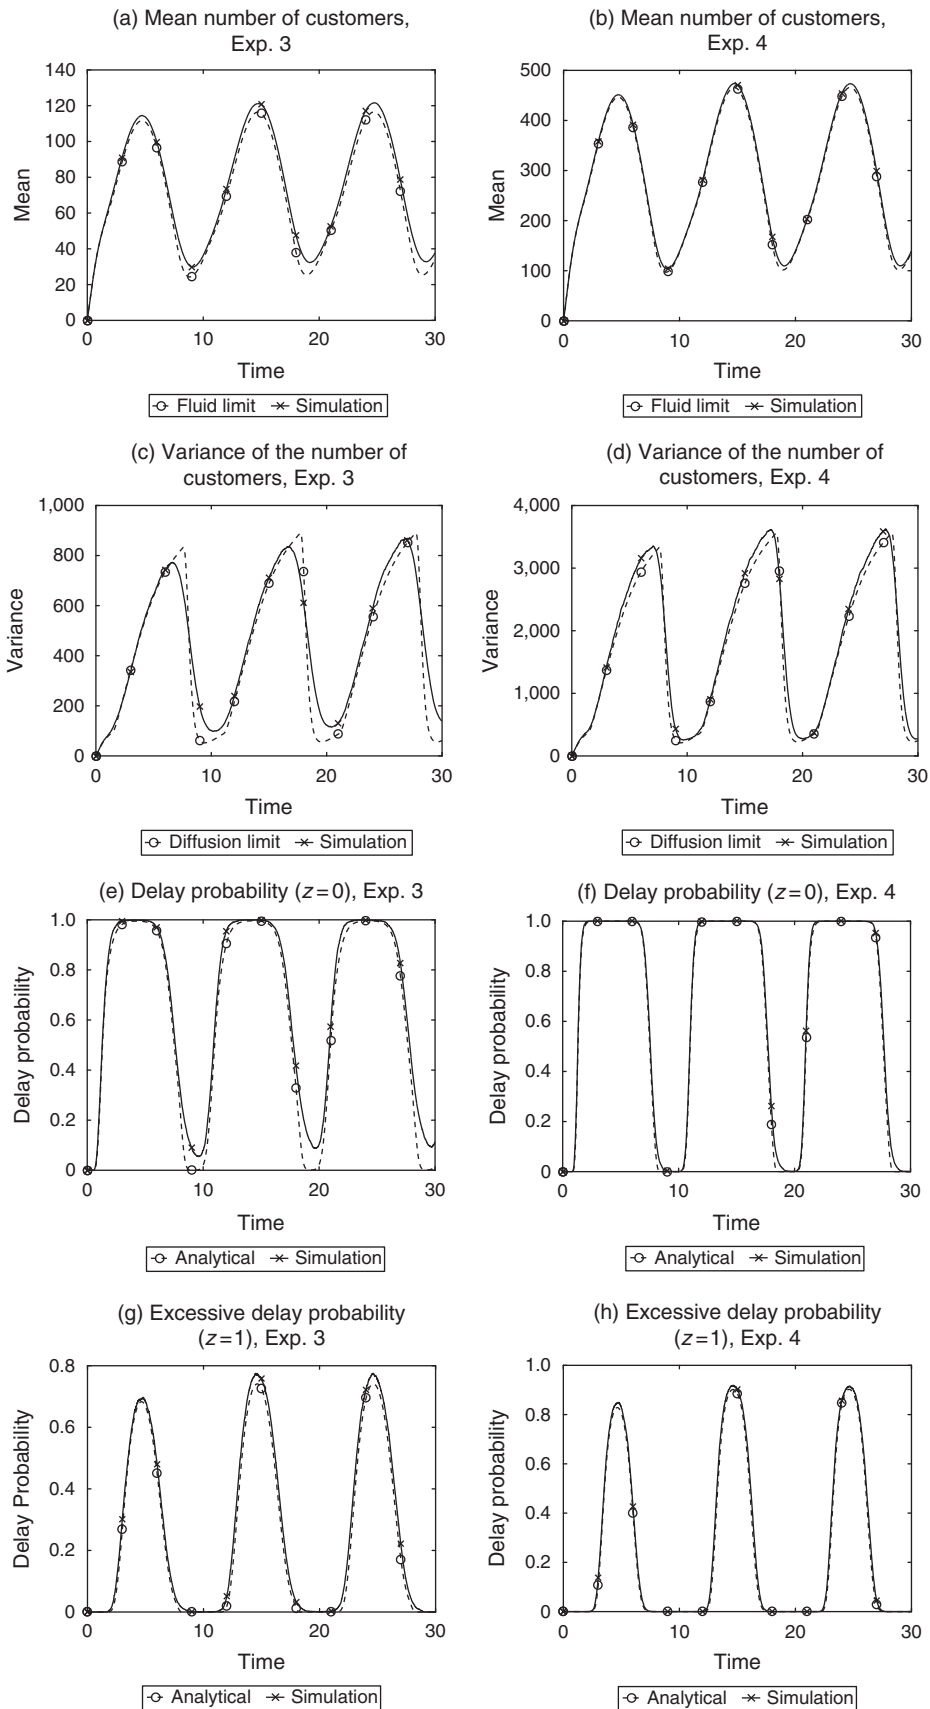 (a) Mean number of customers,
Exp. 3
140
120
100
80
60
40
20
0
Mean
0 10 20 30
Time
Fluid limit Simulation
(b) Mean number of customers,
Exp. 4
500
400
300
200
100
0
Mean
0 10 20 30
Time
Fluid limit Simulation
(c) Variance of the number of
customers, Exp. 3
1,000
800
600
400
200
0
Variance
0 10 20 30
Time
Diffusion limit Simulation
(d) Variance of the number of
customers, Exp. 4
4,000
3,000
2,000
1,000
0
Variance
0 10 20 30
Time
Diffusion limit Simulation
(e) Delay probability (z=0), Exp. 3
1.0
0.8
0.6
0.4
0.2
0
Delay probability
0 10 20 30
Time
Analytical Simulation
(f) Delay probability (z=0), Exp. 4
1.0
0.8
0.6
0.4
0.2
0
Delay probability
0 10 20 30
Time
Analytical Simulation
(g) Excessive delay probability
(z=1), Exp. 3
0.8
0.6
0.4
0.2
0
Delay Probability
0 10 20 30
Time
Analytical Simulation
(h) Excessive delay probability
(z=1), Exp. 4
1.0
0.8
0.6
0.4
0.2
0
Delay probability
0 10 20 30
Time
Analytical Simulation